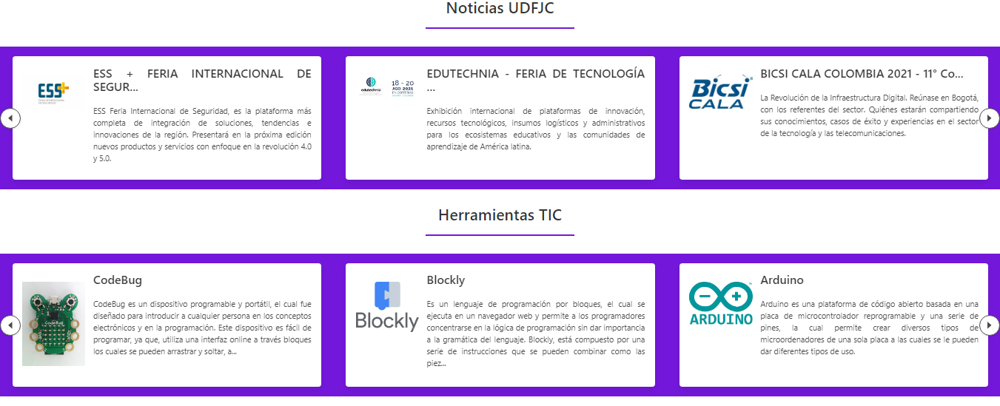 Noticias UDFJC
ESS+
ESS + FERIA INTERNACIONAL DE
SEGUR...
ESS Feria Internacional de Seguridad, es la plataforma más
completa de integración de soluciones, tendencias e
innovaciones de la región. Presentará en la próxima edición
nuevos productos y servicios con enfoque en la revolución 4.0
y 5.0.
edutechnia
18 - 20
AGO 2021
EDUTECHNIA - FERIA DE TECNOLOGÍA
...
Exhibición internacional de plataformas de innovación,
recursos tecnológicos, insumos logísticos y administrativos
para los ecosistemas educativos y las comunidades de
aprendizaje de América latina.
Bicsi
CALA
BICSI CALA COLOMBIA 2021 - 11° Co...
La Revolución de la Infraestructura Digital. Reúnase en Bogotá,
con los referentes del sector. Quiénes estarán compartiendo
sus conocimientos, casos de éxito y experiencias en el sector
de la tecnología y las telecomunicaciones.
Herramientas TIC
CodeBug
CodeBug
CodeBug es un dispositivo programable y portátil, el cual fue
diseñado para introducir a cualquier persona en los conceptos
electrónicos y en la programación. Este dispositivo es fácil de
programar, ya que, utiliza una interfaz online a través bloques
los cuales se pueden arrastrar y soltar, a...
Blockly
Blockly
Es un lenguaje de programación por bloques, el cual se
ejecuta en un navegador web y permite a los programadores
concentrarse en la lógica de programación sin dar importancia
a la gramática del lenguaje. Blockly, está compuesto por una
serie de instrucciones que se pueden combinar como las
piez...
ARDUINO
Arduino
Arduino es una plataforma de código abierto basada en una
placa de microcontrolador reprogramable y una serie de
pines, la cual permite crear diversos tipos de
microordenadores de una sola placa a las cuales se le pueden
dar diferentes tipos de uso.